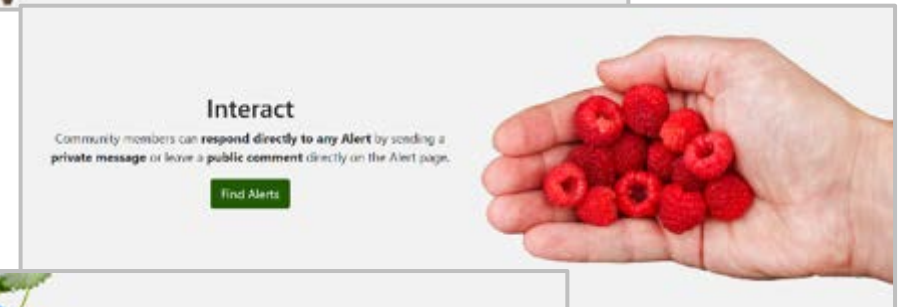 Interact
Community members can respond directly to any Alert by sending a
private message or leave a public comment directly on the Alert page.
Find Alerts